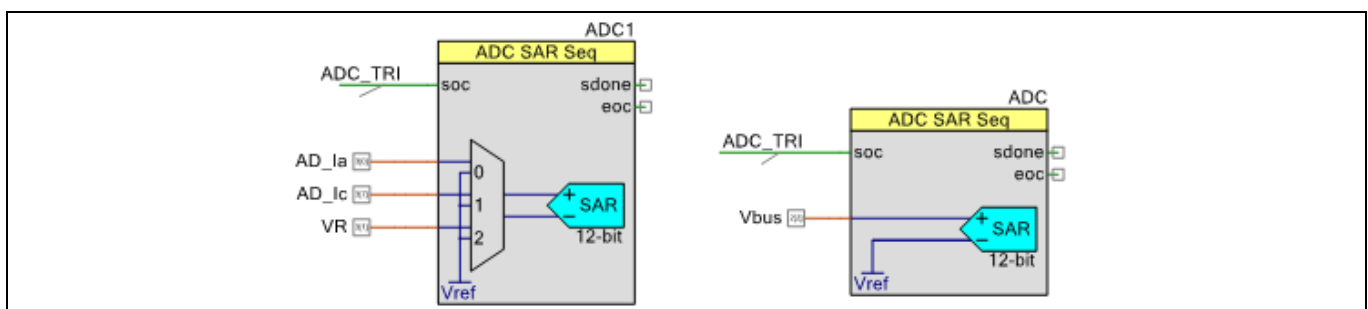 ADC1
ADC SAR Seq
ADC_TRI
soc
sdone
eoc
AD_Ia
0
AD_Ic
1
VR
2
+
SAR
−
12-bit
Vref
ADC
ADC SAR Seq
ADC_TRI
soc
sdone
eoc
Vbus
+
SAR
−
12-bit
Vref